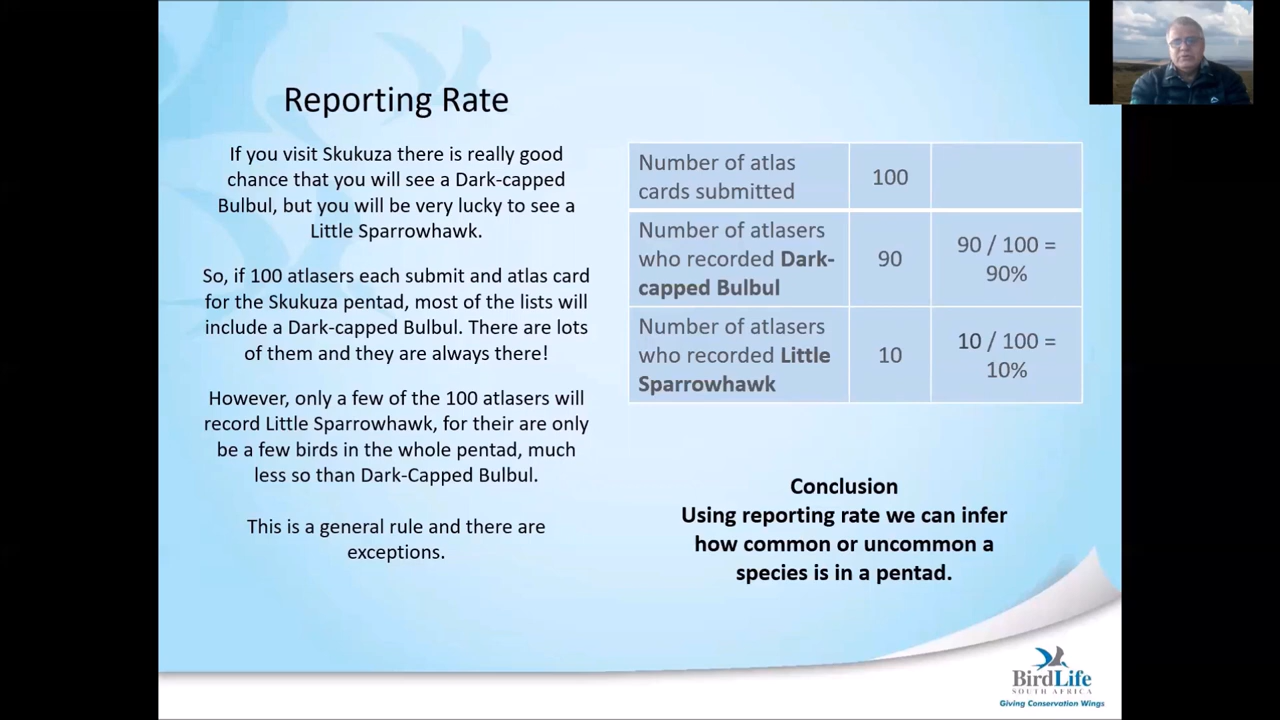 Reporting Rate
If you visit Skukuza there is really good
chance that you will see a Dark-capped
Bulbul, but you will be very lucky to see a
Little Sparrowhawk.
So, if 100 atlasers each submit and atlas card
for the Skukuza pentad, most of the lists will
include a Dark-capped Bulbul. There are lots
of them and they are always there!
However, only a few of the 100 atlasers will
record Little Sparrowhawk, for their are only
be a few birds in the whole pentad, much
less so than Dark-Capped Bulbul.
This is a general rule and there are
exceptions.
Number of atlas
cards submitted
100
Number of atlasers
who recorded Dark-
capped Bulbul
90
90 / 100 =
90%
Number of atlasers
who recorded Little
Sparrowhawk
10
10 / 100 =
10%
Conclusion
Using reporting rate we can infer
how common or uncommon a
species is in a pentad.
BirdLife
SOUTH AFRICA
Giving Conservation Wings